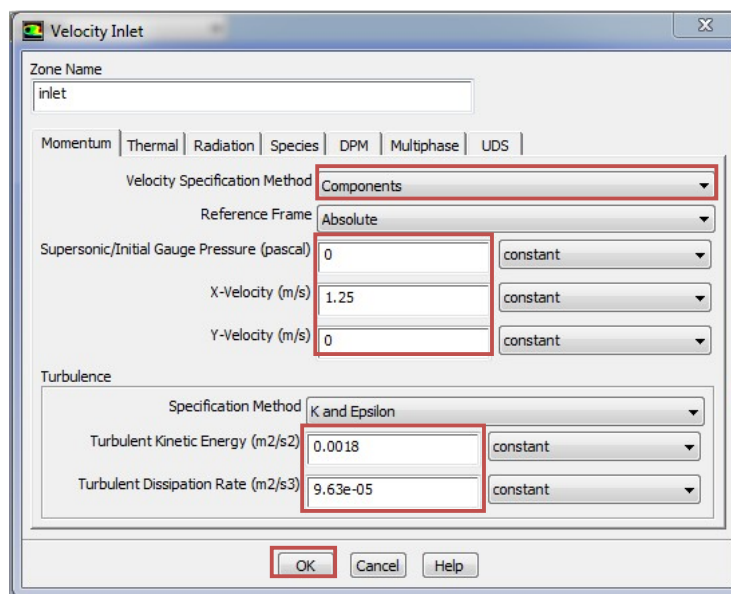 Velocity Inlet
Zone Name
inlet
Momentum Thermal Radiation Species DPM Multiphase UDS
Velocity Specification Method Components
Reference Frame Absolute
Supersonic/Initial Gauge Pressure (pascal) 0 constant
X-Velocity (m/s) 1.25 constant
Y-Velocity (m/s) 0 constant
Turbulence
Specification Method K and Epsilon
Turbulent Kinetic Energy (m2/s2) 0.0018 constant
Turbulent Dissipation Rate (m2/s3) 9.63e-05 constant
OK Cancel Help